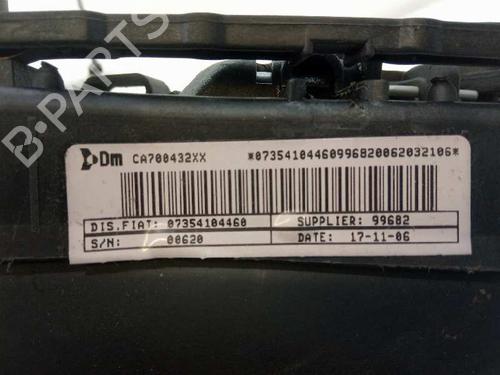 B-PARTS
Dm CA700432XX *07354104460996820062032106*
DIS.FIAT: 07354104460 SUPPLIER: 99682
S/N: 00620 DATE: 17-11-06